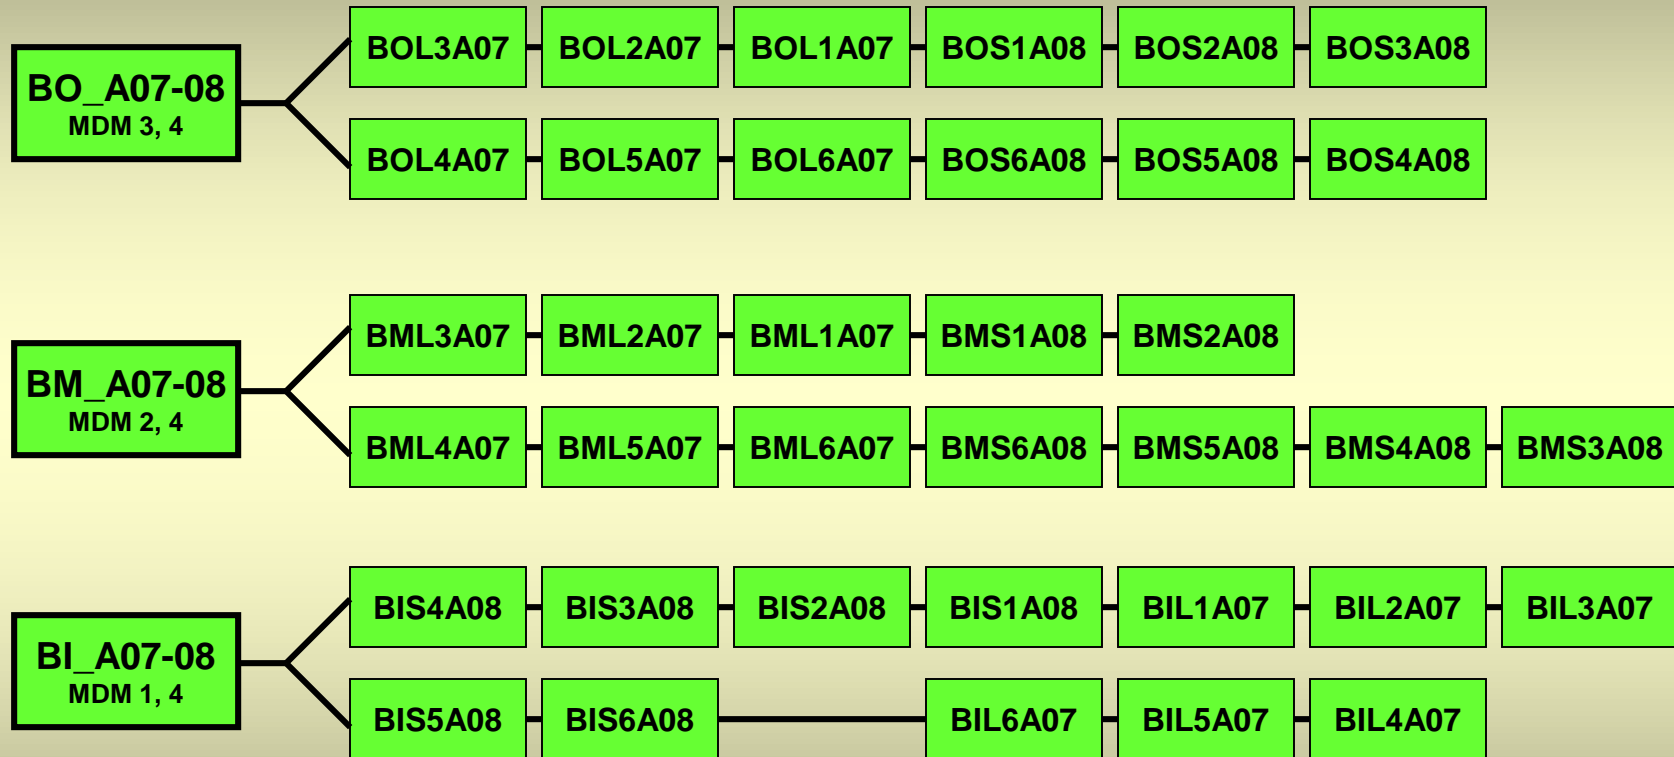 BO_A07-08
MDM 3, 4
BOL3A07 BOL2A07 BOL1A07 BOS1A08 BOS2A08 BOS3A08
BOL4A07 BOL5A07 BOL6A07 BOS6A08 BOS5A08 BOS4A08
BM_A07-08
MDM 2, 4
BML3A07 BML2A07 BML1A07 BMS1A08 BMS2A08
BML4A07 BML5A07 BML6A07 BMS6A08 BMS5A08 BMS4A08 BMS3A08
BI_A07-08
MDM 1, 4
BIS4A08 BIS3A08 BIS2A08 BIS1A08 BIL1A07 BIL2A07 BIL3A07
BIS5A08 BIS6A08 BIL6A07 BIL5A07 BIL4A07